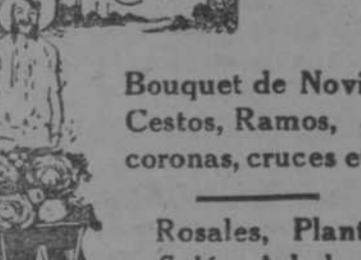 Bouquet de Novi
Cestos, Ramos,
coronas, cruces e
Rosales, Plant